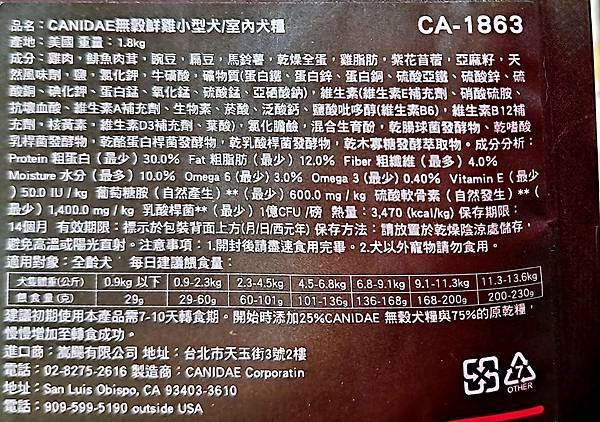 品名：CANIDAE無穀鮮雞小型犬/室內犬糧
CA-1863
產地：美國 重量：1.8kg
成分：雞肉，鯡魚肉茸，豌豆，扁豆，馬鈴薯，乾燥全蛋，雞脂肪，紫花苜蓿，亞麻籽，天
然風味劑，鹽，氯化鉀，牛磺酸，礦物質(蛋白鐵、蛋白鋅、蛋白銅、硫酸亞鐵、硫酸鋅、硫
酸銅、碘化鉀、蛋白錳、氧化錳、硫酸錳、亞硒酸鈉)，維生素(維生素E補充劑，硝酸硫胺、
抗壞血酸、維生素A補充劑，生物素、菸酸、泛酸鈣、鹽酸吡哆醇(維生素B6)，維生素B12補
充劑，核黃素，維生素D3補充劑、葉酸)，氯化膽鹼，混合生育酚，乾腸球菌發酵物、乾嗜酸
乳桿菌發酵物，乾酪蛋白桿菌發酵物，乾乳酸桿菌發酵物，乾木寡糖發酵萃取物。成分分析：
Protein 粗蛋白（最少）30.0% Fat 粗脂肪（最少）12.0% Fiber 粗纖維（最多）4.0%
Moisture 水分（最多）10.0% Omega 6（最少）3.0% Omega 3（最少）0.40% Vitamin E（最少
）50.0 IU / kg 葡萄糖胺（自然產生）**（最少）600.0 mg / kg 硫酸軟骨素（自然發生）**（
最少）1,400.0 mg / kg 乳酸桿菌**（最少）1億CFU /磅 熱量：3,470 (kcal/kg) 保存期限：
14個月 有效期限：標示於包裝背面上方(月/日/西元年) 保存方法：請放置於乾燥陰涼處儲存，
避免高溫或陽光直射。注意事項：1.開封後請盡速食用完畢。2.犬以外寵物請勿食用。
適用對象：全齡犬 每日建議餵食量：
犬隻體重(公斤) 0.9kg 以下 0.9-2.3kg 2.3-4.5kg 4.5-6.8kg 6.8-9.1kg 9.1-11.3kg 11.3-13.6kg
餵食量(克) 29g 29-60g 60-101g 101-136g 136-168g 168-200g 200-230g
建議初期使用本產品需7-10天轉食期。開始時添加25%CANIDAE 無穀犬糧與75%的原乾糧，
慢慢增加至轉食成功。
進口商：嵩颺有限公司 地址：台北市天玉街3號2樓
電話：02-8275-2616 製造商：CANIDAE Corporatin
地址：San Luis Obispo, CA 93403-3610
電話：909-599-5190 outside USA
7
OTHER